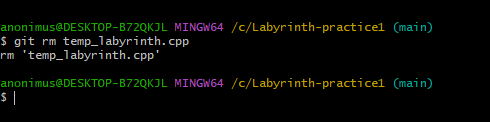 anonimus@DESKTOP-B72QKJL MINGW64 /c/Labyrinth-practice1 (main)
$ git rm temp_labyrinth.cpp
rm 'temp_labyrinth.cpp'
anonimus@DESKTOP-B72QKJL MINGW64 /c/Labyrinth-practice1 (main)
$